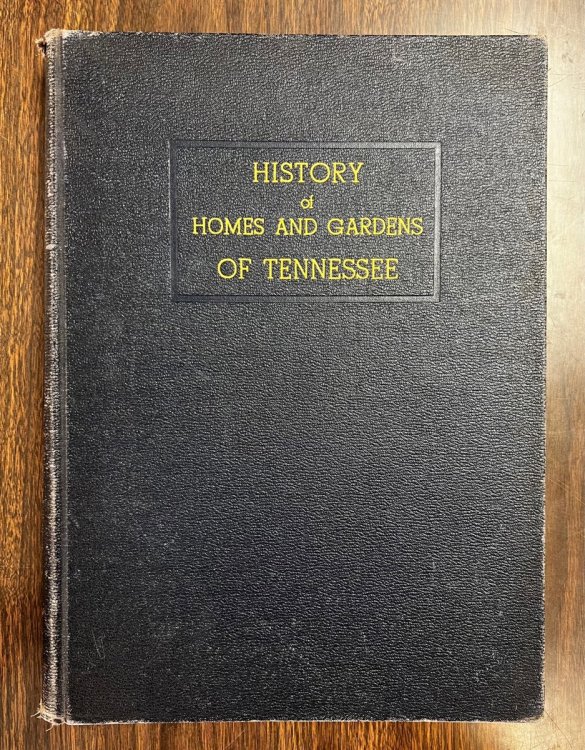 HISTORY
of
HOMES AND GARDENS
OF TENNESSEE